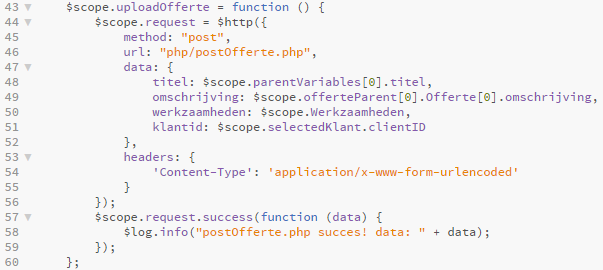 43 $scope.uploadOfferte = function () {
44 $scope.request = $http({
45 method: "post",
46 url: "php/postOfferte.php",
47 data: {
48 titel: $scope.parentVariables[0].titel,
49 omschrijving: $scope.offerteParent[0].Offerte[0].omschrijving,
50 werkzaamheden: $scope.Werkzaamheden,
51 klantid: $scope.selectedKlant.clientID
52 },
53 headers: {
54 'Content-Type': 'application/x-www-form-urlencoded'
55 }
56 });
57 $scope.request.success(function (data) {
58 $log.info("postOfferte.php succes! data: " + data);
59 });
60 };